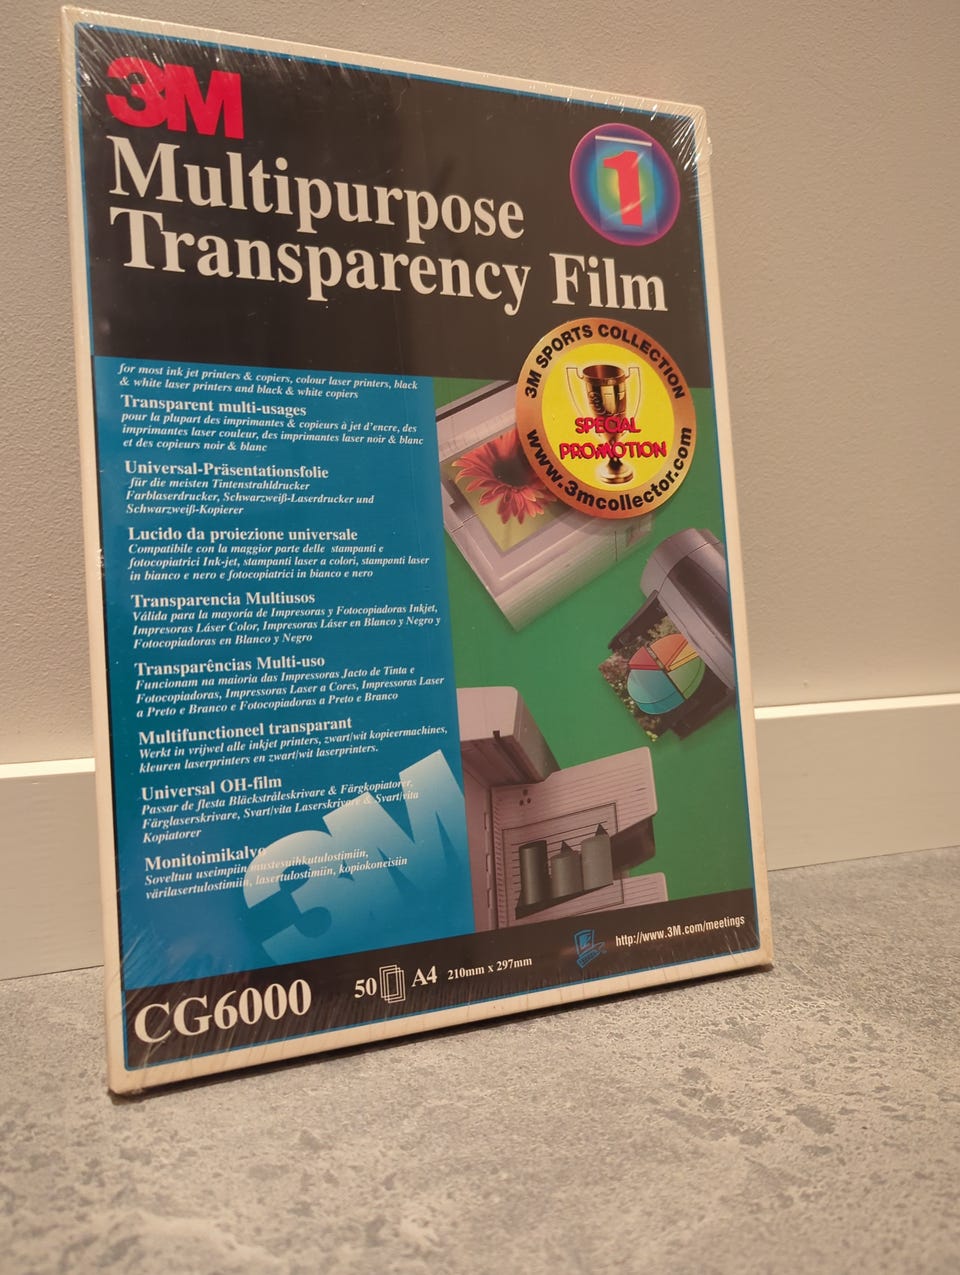 3M
Multipurpose
Transparency Film
1
3M SPORTS COLLECTION
SPECIAL
PROMOTION
www.3mcollector.com
for most ink jet printers & copiers, colour laser printers, black
& white laser printers and black & white copiers
Transparent multi-usages
pour la plupart des imprimantes & copieurs à jet d'encre, des
imprimantes laser couleur, des imprimantes laser noir & blanc
et des copieurs noir & blanc
Universal-Präsentationsfolie
für die meisten Tintenstrahldrucker
Farblaserdrucker, Schwarzweiß-Laserdrucker und
Schwarzweiß-Kopierer
Lucido da proiezione universale
Compatibile con la maggior parte delle stampanti e
fotocopiatrici Ink-jet, stampanti laser a colori, stampanti laser
in bianco e nero e fotocopiatrici in bianco e nero
Transparencia Multiusos
Válida para la mayoría de Impresoras y Fotocopiadoras Inkjet,
Impresoras Láser Color, Impresoras Láser en Blanco y Negro y
Fotocopiadoras en Blanco y Negro
Transparências Multi-uso
Funcionam na maioria das Impressoras Jacto de Tinta e
Fotocopiadoras, Impressoras Laser a Cores, Impressoras Laser
a Preto e Branco e Fotocopiadoras a Preto e Branco
Multifunctioneel transparant
Werkt in vrijwel alle inkjet printers, zwart/wit kopieermachines,
kleuren laserprinters en zwart/wit laserprinters.
Universal OH-film
Passar de flesta Bläckstråleskrivare & Färgkopiatorer,
Färglaserskrivare, Svart/vita Laserskrivare & Svart/vita
Kopiatorer
Monitoimikalvo
Soveltuu useimpiin mustesuihkutulostimiin,
värilasertulostimiin, lasertulostimiin, kopiokoneisiin
3M
CG6000
50 A4 210mm x 297mm
http://www.3M.com/meetings